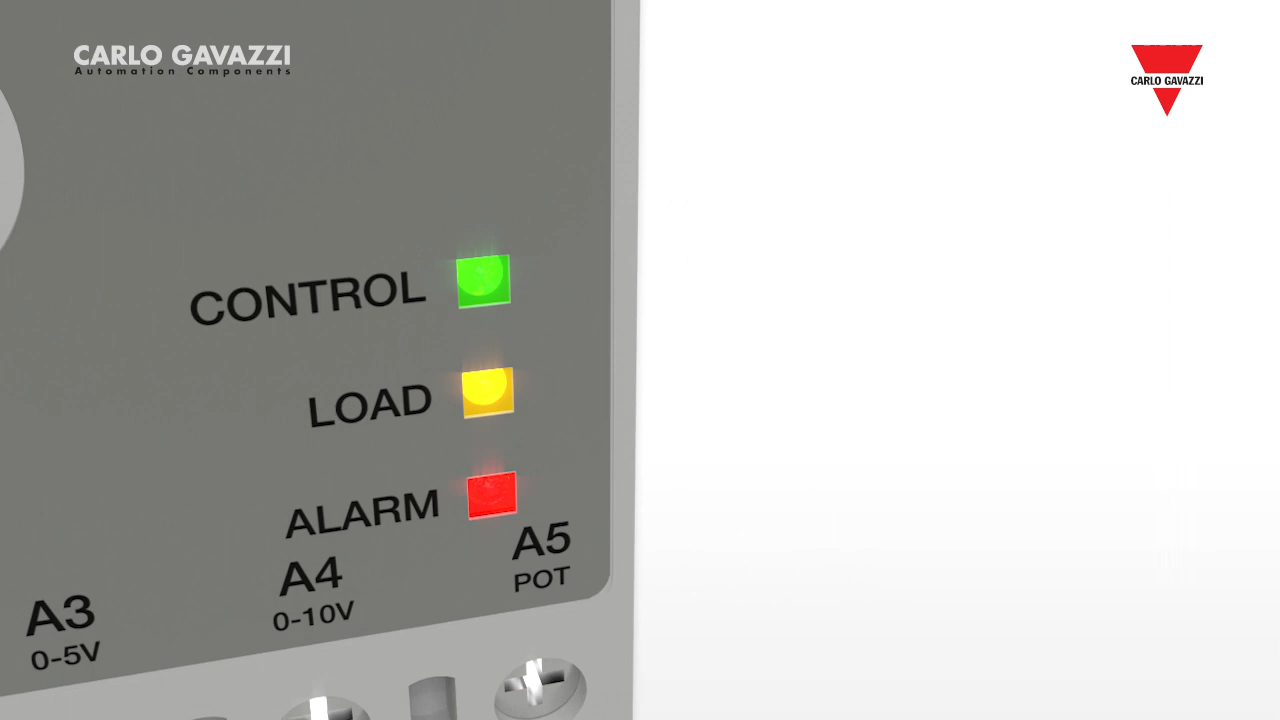 CARLO GAVAZZI
Automation Components
CARLO GAVAZZI
CONTROL
LOAD
ALARM
A3
0-5V
A4
0-10V
A5
POT